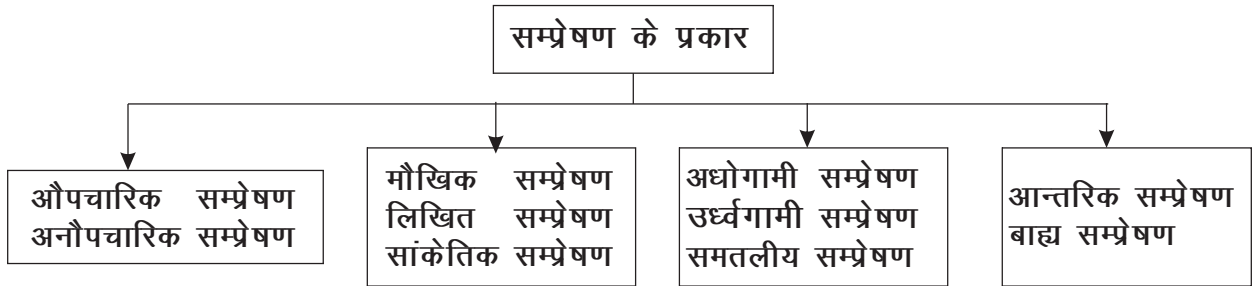 सम्प्रेषण के प्रकार
औपचारिक सम्प्रेषण
अनौपचारिक सम्प्रेषण
मौखिक सम्प्रेषण
लिखित सम्प्रेषण
सांकेतिक सम्प्रेषण
अधोगामी सम्प्रेषण
उर्ध्वगामी सम्प्रेषण
समतलीय सम्प्रेषण
आन्तरिक सम्प्रेषण
बाह्य सम्प्रेषण